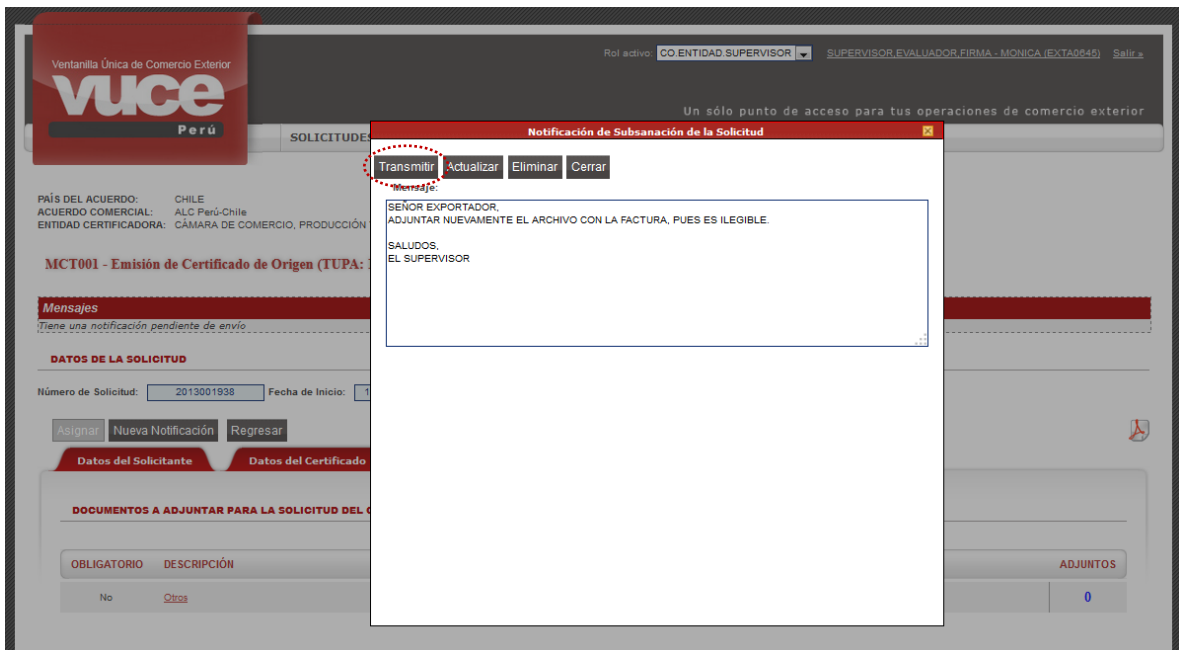 Ventanilla Única de Comercio Exterior
vuce
Perú
Rol activo: CO.ENTIDAD.SUPERVISOR SUPERVISOR,EVALUADOR,FIRMA - MONICA (EXTA0645) Salir »
Un sólo punto de acceso para tus operaciones de comercio exterior
SOLICITUDES
Notificación de Subsanación de la Solicitud
Transmitir Actualizar Eliminar Cerrar
Mensaje:
SEÑOR EXPORTADOR,
ADJUNTAR NUEVAMENTE EL ARCHIVO CON LA FACTURA, PUES ES ILEGIBLE.
SALUDOS,
EL SUPERVISOR
PAÍS DEL ACUERDO: CHILE
ACUERDO COMERCIAL: ALC Perú-Chile
ENTIDAD CERTIFICADORA: CÁMARA DE COMERCIO, PRODUCCIÓN
MCT001 - Emisión de Certificado de Origen (TUPA:
Mensajes
Tiene una notificación pendiente de envío
DATOS DE LA SOLICITUD
Número de Solicitud: 2013001938 Fecha de Inicio: 1
Asignar Nueva Notificación Regresar
Datos del Solicitante Datos del Certificado
DOCUMENTOS A ADJUNTAR PARA LA SOLICITUD DEL
OBLIGATORIO DESCRIPCIÓN ADJUNTOS
No Otros 0